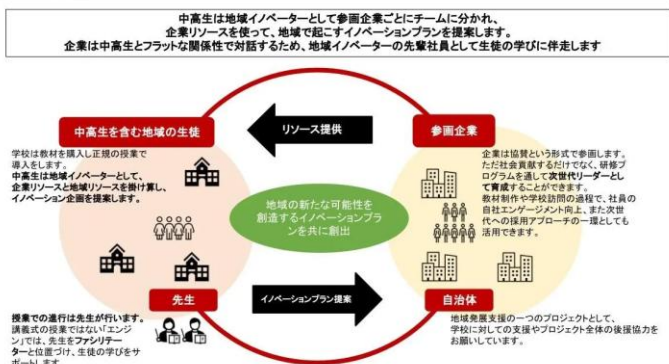 中高生は地域イノベーターとして参画企業ごとにチームに分かれ、
企業リソースを使って、地域で起こすイノベーションプランを提案します。
企業は中高生とフラットな関係性で対話するため、地域イノベーターの先輩社員として生徒の学びに伴走します
中高生を含む地域の生徒
学校は教材を購入し正規の授業で
導入をします。
中高生は地域イノベーターとして、
企業リソースと地域リソースを掛け算し、
イノベーション企画を提案します。
リソース提供
参画企業
企業は協賛という形式で参画します。
ただ社会貢献するだけでなく、研修プ
ログラムを通して次世代リーダーとし
て育成することができます。
教材制作や学校訪問の過程で、社員の
自社エンゲージメント向上、また次世
代への採用アプローチの一環としても
活用できます。
地域の新たな可能性を
創造するイノベーションプラ
ンを共に創出
先生
授業での進行は先生が行います。
講義式の授業ではない「エンジ
ン」では、先生をファシリテー
ターと位置づけ、生徒の学びをサ
ポートします。
イノベーションプラン提案
自治体
地域発展支援の一つのプロジェクトとして、
学校に対しての支援やプロジェクト全体の後援協力を
お願いしています。